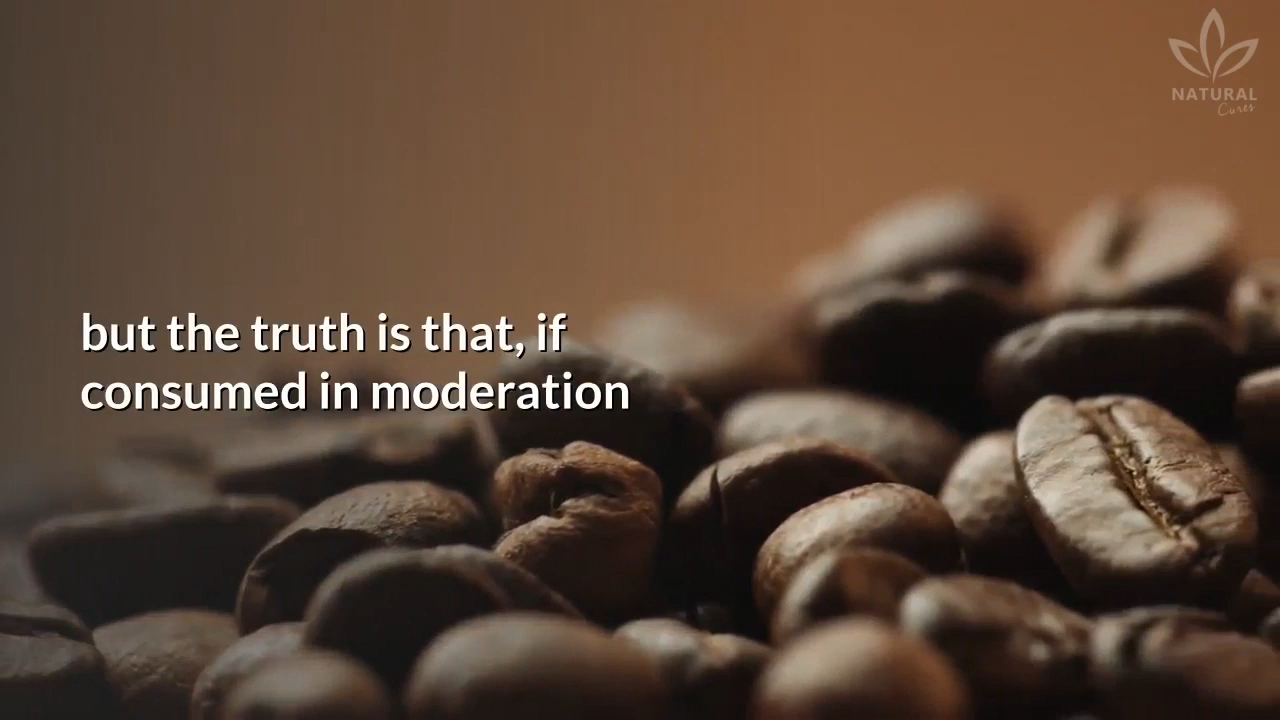 NATURAL
Cures
but the truth is that, if
consumed in moderation